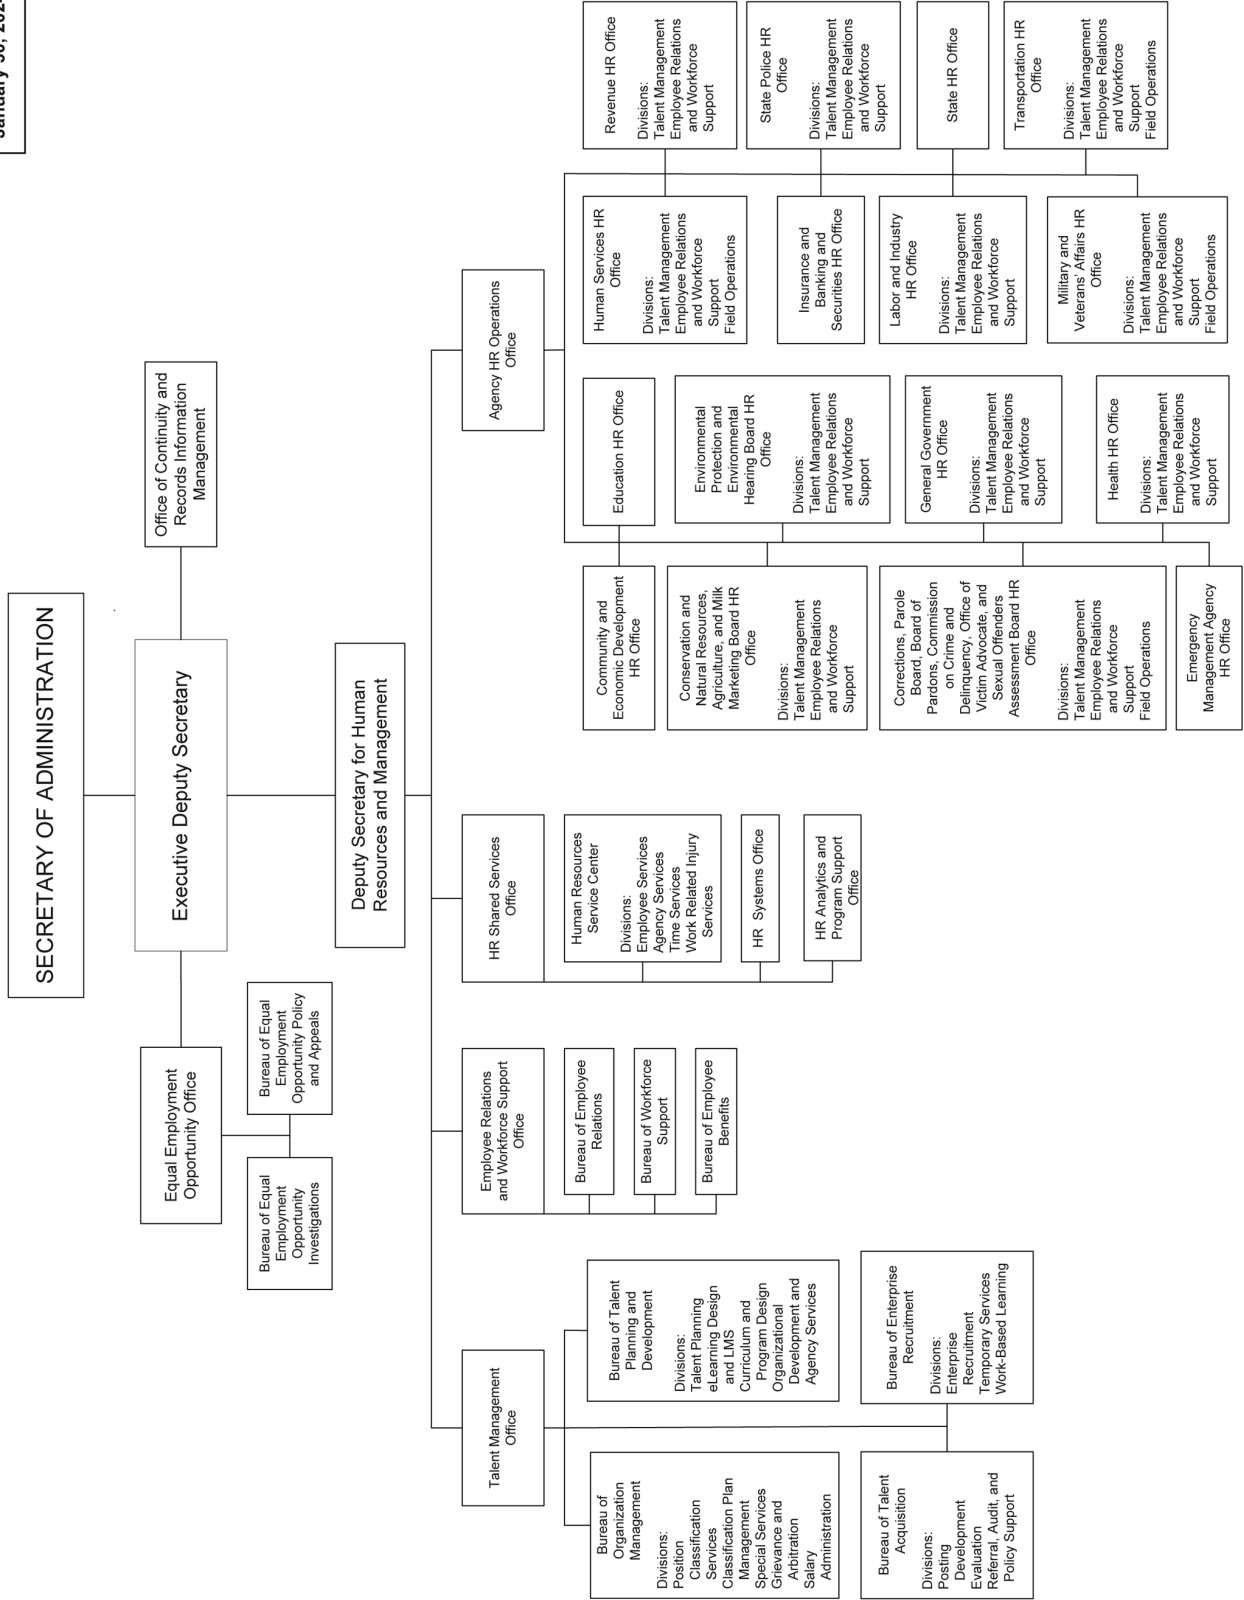 January 30, 202
SECRETARY OF ADMINISTRATION
Executive Deputy Secretary
Equal Employment
Opportunity Office
Office of Continuity and
Records Information
Management
Bureau of Equal
Employment
Opportunity
Investigations
Bureau of Equal
Employment
Opportunity Policy
and Appeals
Deputy Secretary for Human
Resources and Management
Talent Management
Office
Employee Relations
and Workforce Support
Office
HR Shared Services
Office
Agency HR Operations
Office
Bureau of
Organization
Management
Divisions:
Position
Classification
Services
Classification Plan
Management
Special Services
Grievance and
Arbitration
Salary
Administration
Bureau of Talent
Planning and
Development
Divisions:
Talent Planning
eLearning Design
and LMS
Curriculum and
Program Design
Organizational
Development and
Agency Services
Bureau of Talent
Acquisition
Divisions:
Posting
Development
Evaluation
Referral, Audit, and
Policy Support
Bureau of Enterprise
Recruitment
Divisions:
Enterprise
Recruitment
Temporary Services
Work-Based Learning
Bureau of Employee
Relations
Bureau of Workforce
Support
Bureau of Employee
Benefits
Human Resources
Service Center
Divisions:
Employee Services
Agency Services
Time Services
Work Related Injury
Services
HR Systems Office
HR Analytics and
Program Support
Office
Community and
Economic Development
HR Office
Conservation and
Natural Resources,
Agriculture, and Milk
Marketing Board HR
Office
Divisions:
Talent Management
Employee Relations
and Workforce
Support
Corrections, Parole
Board, Board of
Pardons, Commission
on Crime and
Delinquency, Office of
Victim Advocate, and
Sexual Offenders
Assessment Board HR
Office
Divisions:
Talent Management
Employee Relations
and Workforce
Support
Field Operations
Emergency
Management Agency
HR Office
Education HR Office
Environmental
Protection and
Environmental
Hearing Board HR
Office
Divisions:
Talent Management
Employee Relations
and Workforce
Support
General Government
HR Office
Divisions:
Talent Management
Employee Relations
and Workforce
Support
Health HR Office
Divisions:
Talent Management
Employee Relations
and Workforce
Support
Human Services HR
Office
Divisions:
Talent Management
Employee Relations
and Workforce
Support
Field Operations
Insurance and
Banking and
Securities HR Office
Labor and Industry
HR Office
Divisions:
Talent Management
Employee Relations
and Workforce
Support
Military and
Veterans' Affairs HR
Office
Divisions:
Talent Management
Employee Relations
and Workforce
Support
Field Operations
Revenue HR Office
Divisions:
Talent Management
Employee Relations
and Workforce
Support
State Police HR
Office
Divisions:
Talent Management
Employee Relations
and Workforce
Support
State HR Office
Transportation HR
Office
Divisions:
Talent Management
Employee Relations
and Workforce
Support
Field Operations